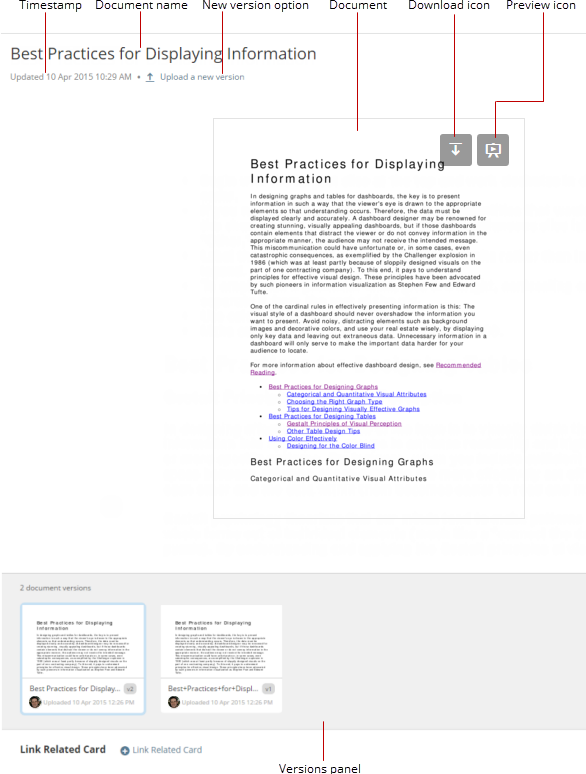 Timestamp Document name New version option Document Download icon Preview icon
Best Practices for Displaying Information
Updated 10 Apr 2015 10:29 AM • Upload a new version
Best Practices for Displaying
Information
In designing graphs and tables for dashboards, the key is to present
information in such a way that the viewer's eye is drawn to the appropriate
elements so that understanding occurs. Therefore, the data must be
displayed clearly and accurately. A dashboard designer may be renowned for
creating stunning, visually appealing dashboards, but if those dashboards
contain elements that distract the viewer or do not convey information in the
appropriate manner, the audience may not receive the intended message.
This miscommunication could have unfortunate or, in some cases, even
catastrophic consequences, as exemplified by the Challenger explosion in
1986 (which was at least partly because of sloppily designed visuals on the
part of one contracting company). To this end, it pays to understand
principles for effective visual design. These principles have been advocated
by such pioneers in information visualization as Stephen Few and Edward
Tufte.
One of the cardinal rules in effectively presenting information is this: The
visual style of a dashboard should never overshadow the information you
want to present. Avoid noisy, distracting elements such as background
images and decorative colors, and use your real estate wisely, by displaying
only key data and leaving out extraneous data. Unnecessary information in a
dashboard will only serve to make the important data harder for your
audience to locate.
For more information about effective dashboard design, see Recommended
Reading.
• Best Practices for Designing Graphs
○ Categorical and Quantitative Visual Attributes
○ Choosing the Right Graph Type
○ Tips for Designing Visually Effective Graphs
• Best Practices for Designing Tables
○ Gestalt Principles of Visual Perception
○ Other Table Design Tips
• Using Color Effectively
○ Designing for the Color Blind
Best Practices for Designing Graphs
Categorical and Quantitative Visual Attributes
2 document versions
Best Practices for Displaying
Information
Best Practices for Displaying
Information
Best Practices for Display... v2
Uploaded 10 Apr 2015 12:26 PM
Best+Practices+for+Displ... v1
Uploaded 10 Apr 2015 12:26 PM
Link Related Card Link Related Card
Versions panel